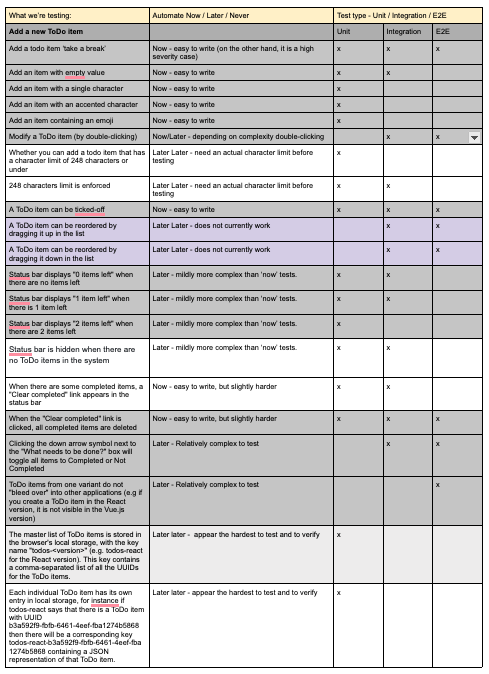 What we're testing: Automate Now / Later / Never Test type - Unit / Integration / E2E
Add a new ToDo item Unit Integration E2E
Add a todo item 'take a break' Now - easy to write (on the other hand, it is a high x x x
severity case)
Add an item with empty value Now - easy to write x x
Add an item with a single character Now - easy to write x
Add an item with an accented character Now - easy to write x
Add an item containing an emoji Now - easy to write x
Modify a ToDo item (by double-clicking) Now/Later - depending on complexity double-clicking x x
Whether you can add a todo item that has Later Later - need an actual character limit before x
a character limit of 248 characters or testing
under
248 characters limit is enforced Later Later - need an actual character limit before x x
testing
A ToDo item can be ticked-off Now - easy to write x x x
A ToDo item can be reordered by Later Later - does not currently work x x
dragging it up in the list
A ToDo item can be reordered by Later Later - does not currently work x x
dragging it down in the list
Status bar displays "0 items left" when Later - mildly more complex than 'now' tests. x x
there are no items left
Status bar displays "1 item left" when Later - mildly more complex than 'now' tests. x x
there is 1 item left
Status bar displays "2 items left" when Later - mildly more complex than 'now' tests. x
there are 2 items left
Status bar is hidden when there are Later - mildly more complex than 'now' tests. x x
no ToDo items in the system
When there are some completed items, a Now - easy to write, but slightly harder x x
"Clear completed" link appears in the
status bar
When the "Clear completed" link is Now - easy to write, but slightly harder x x x
clicked, all completed items are deleted
Clicking the down arrow symbol next to Later - Relatively complex to test x x
the "What needs to be done?" box will
toggle all items to Completed or Not
Completed
ToDo items from one variant do not Later - Relatively complex to test x
"bleed over" into other applications (e.g if
you create a ToDo item in the React
version, it is not visible in the Vue.js
version)
The master list of ToDo items is stored in Later later - appear the hardest to test and to verify x
the browser's local storage, with the key
name "todos-<version>" (e.g. todos-react
for the React version). This key contains
a comma-separated list of all the UUIDs
for the ToDo items.
Each individual ToDo item has its own Later later - appear the hardest to test and to verify x
entry in local storage, for instance if
todos-react says that there is a ToDo item
with UUID
b3a592f9-fbfb-6461-4eef-fba1274b5868
then there will be a corresponding key
todos-react-b3a592f9-fbfb-6461-4eef-fba
1274b5868 containing a JSON
representation of that ToDo item.